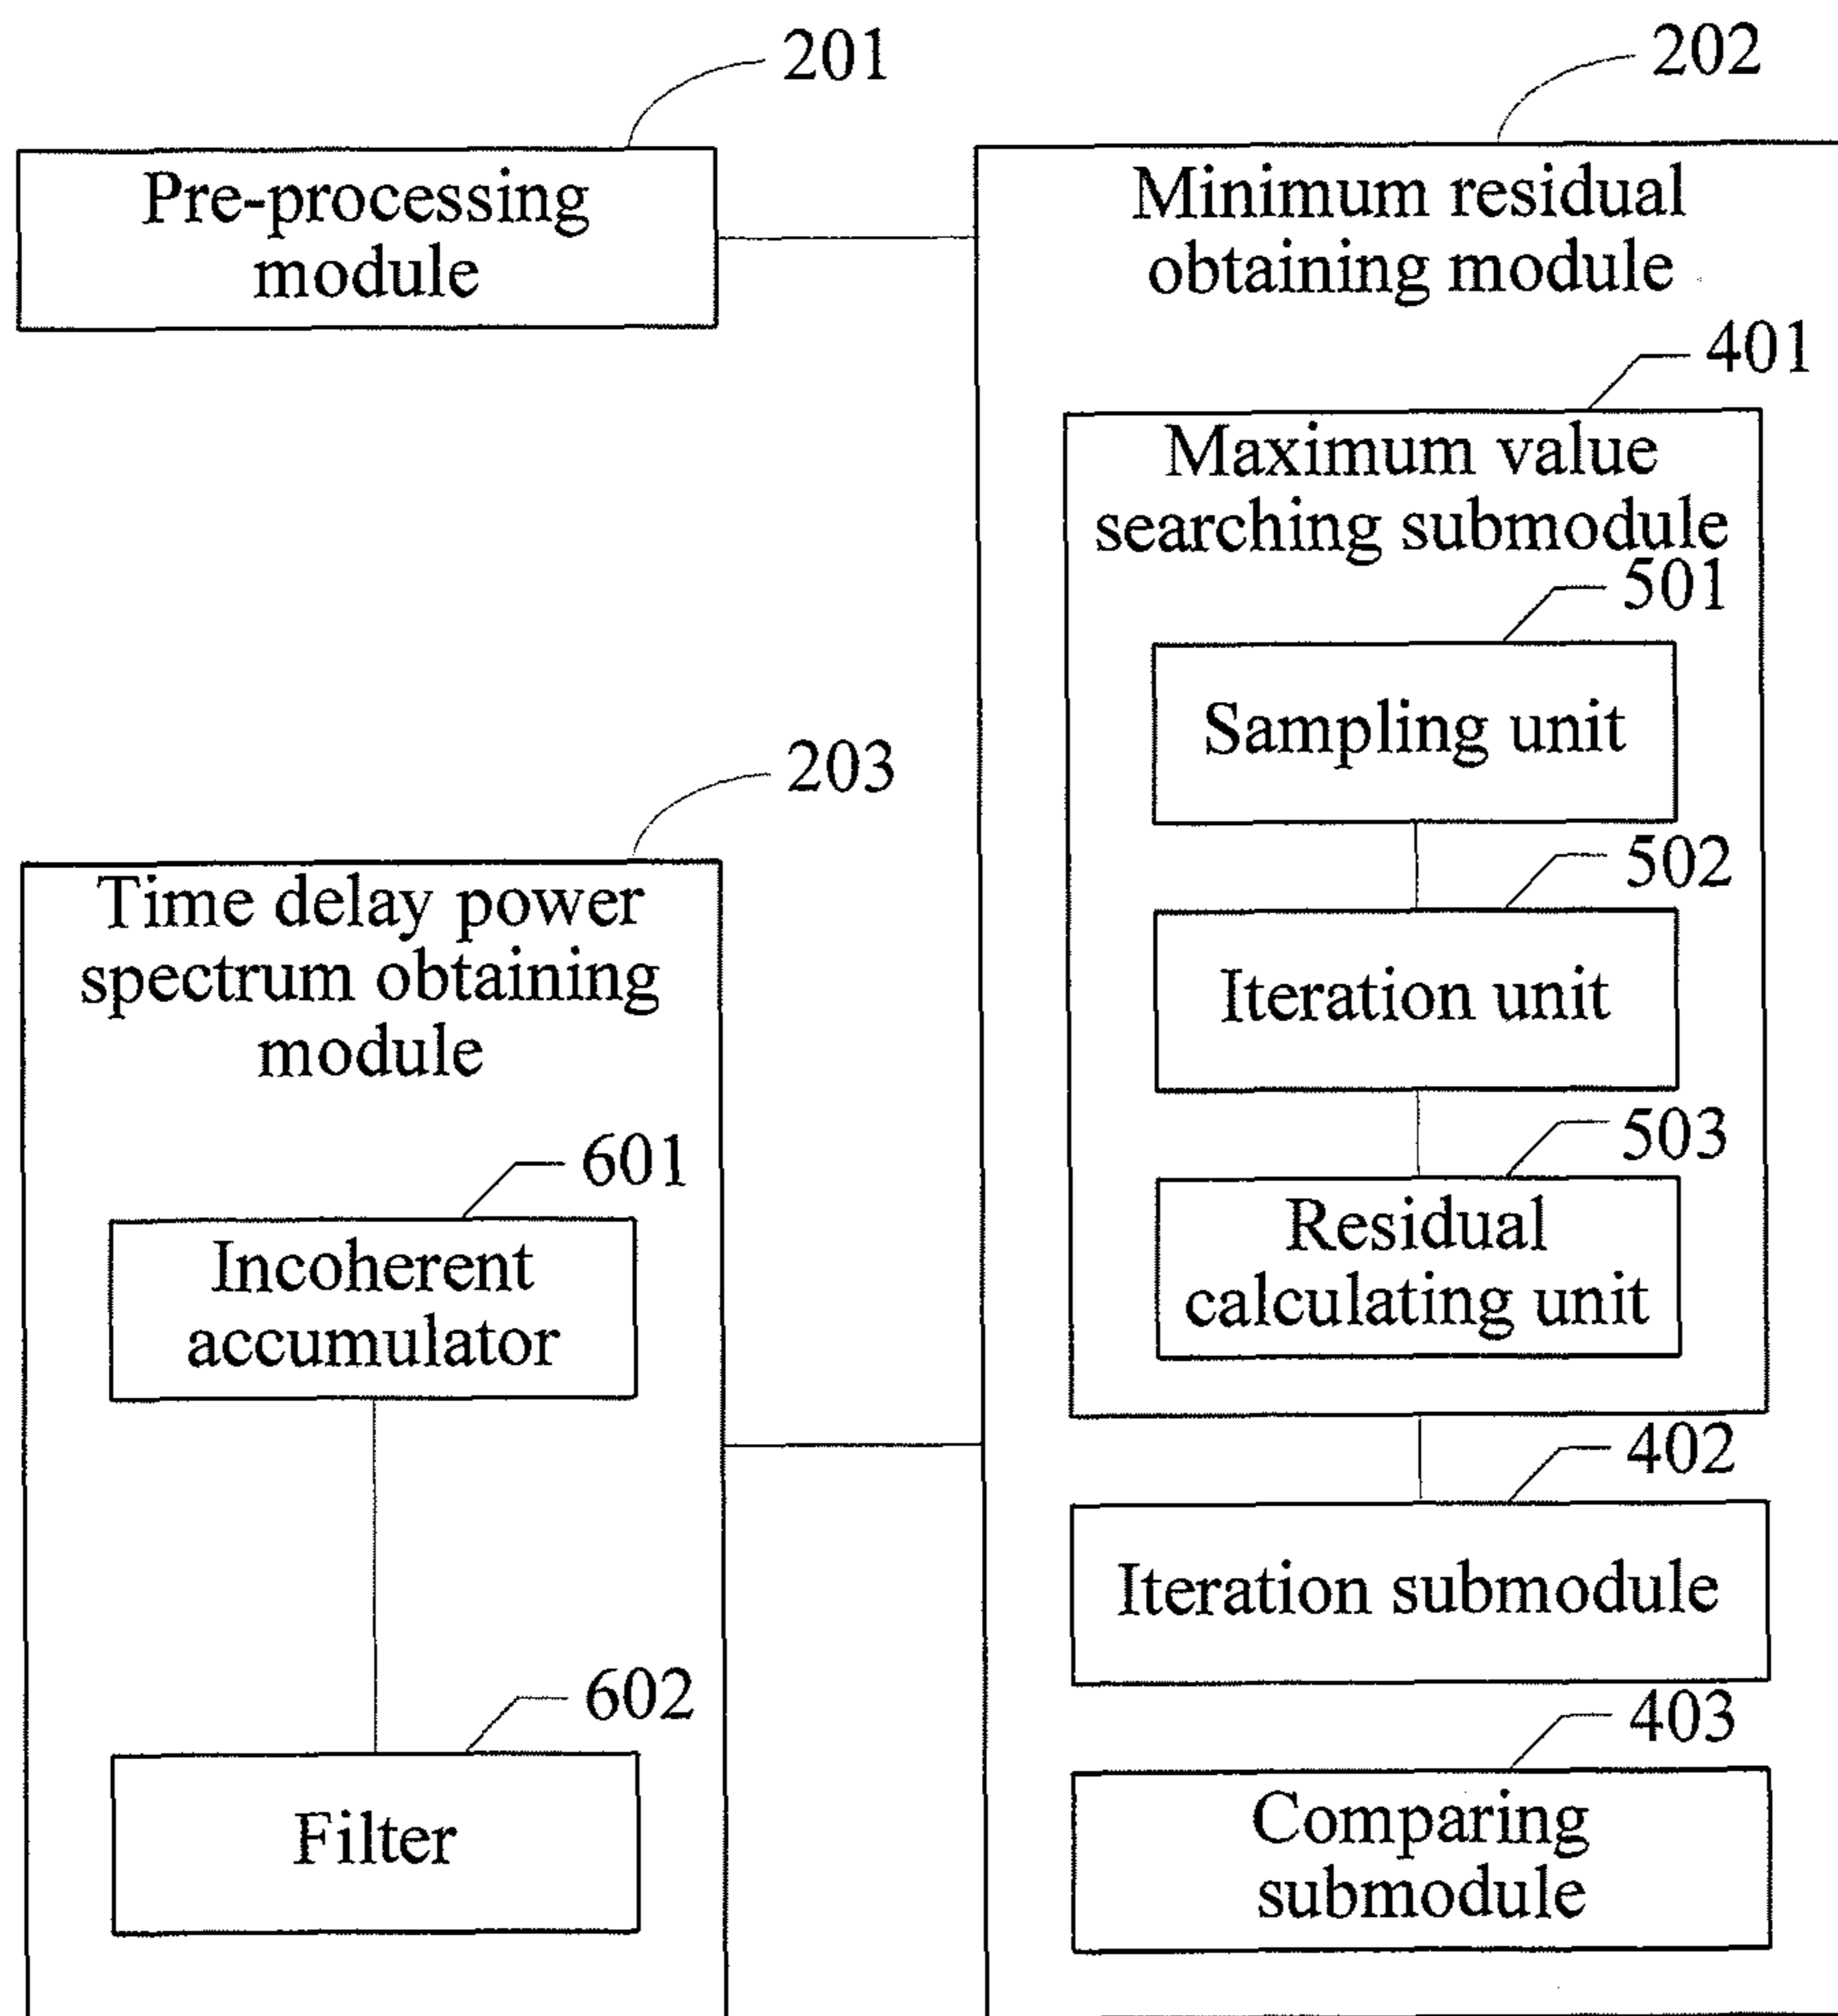 201
Pre-processing
module
202
Minimum residual
obtaining module
401
Maximum value
searching submodule
501
Sampling unit
502
Iteration unit
503
Residual
calculating unit
402
Iteration submodule
403
Comparing
submodule
203
Time delay power
spectrum obtaining
module
601
Incoherent
accumulator
602
Filter